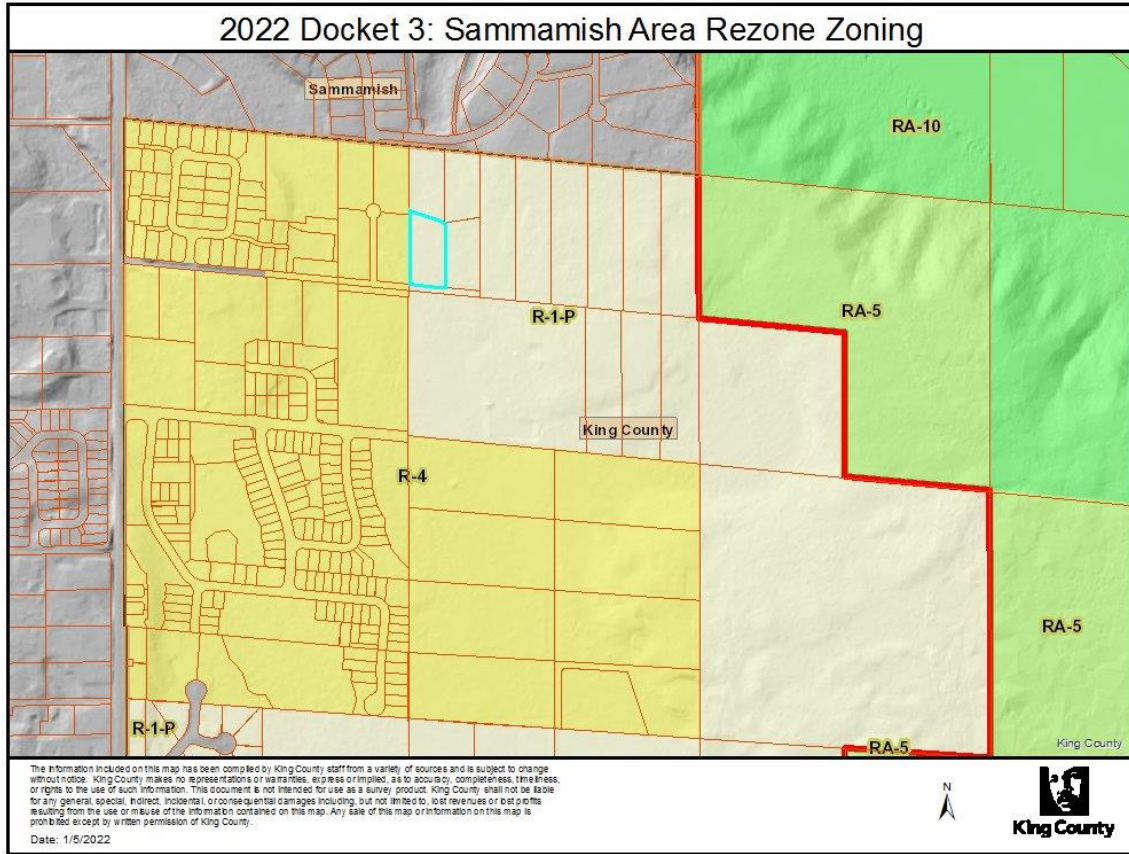 2022 Docket 3: Sammamish Area Rezone Zoning
Sammamish
RA-10
R-1-P
RA-5
King County
R-4
RA-5
R-1-P
RA-5
King County
The information included on this map has been compiled by King County staff from a variety of sources and is subject to change
without notice. King County makes no representations or warranties, express or implied, as to accuracy, completeness, timeliness,
or rights to the use of such information. This document is not intended for use as a survey product. King County shall not be liable
for any general, special, indirect, incidental, or consequential damages including, but not limited to, lost revenues or lost profits
resulting from the use or misuse of the information contained on this map. Any sale of this map or information on this map is
prohibited except by written permission of King County.
Date: 1/5/2022
N
King County